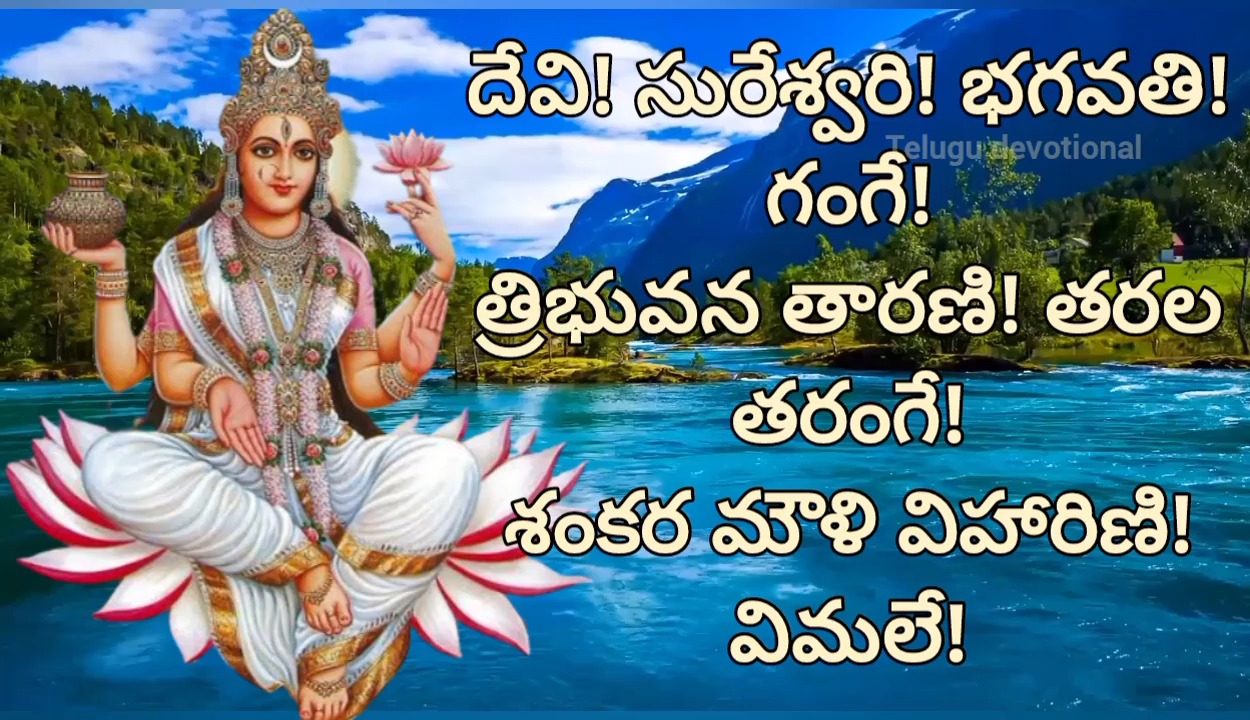 దేవి! సురేశ్వరి! భగవతి!
Telugu devotional
గంగే!
త్రిభువన తారణి! తరల
తరంగే!
శంకర మౌళి విహారిణి!
విమలే!